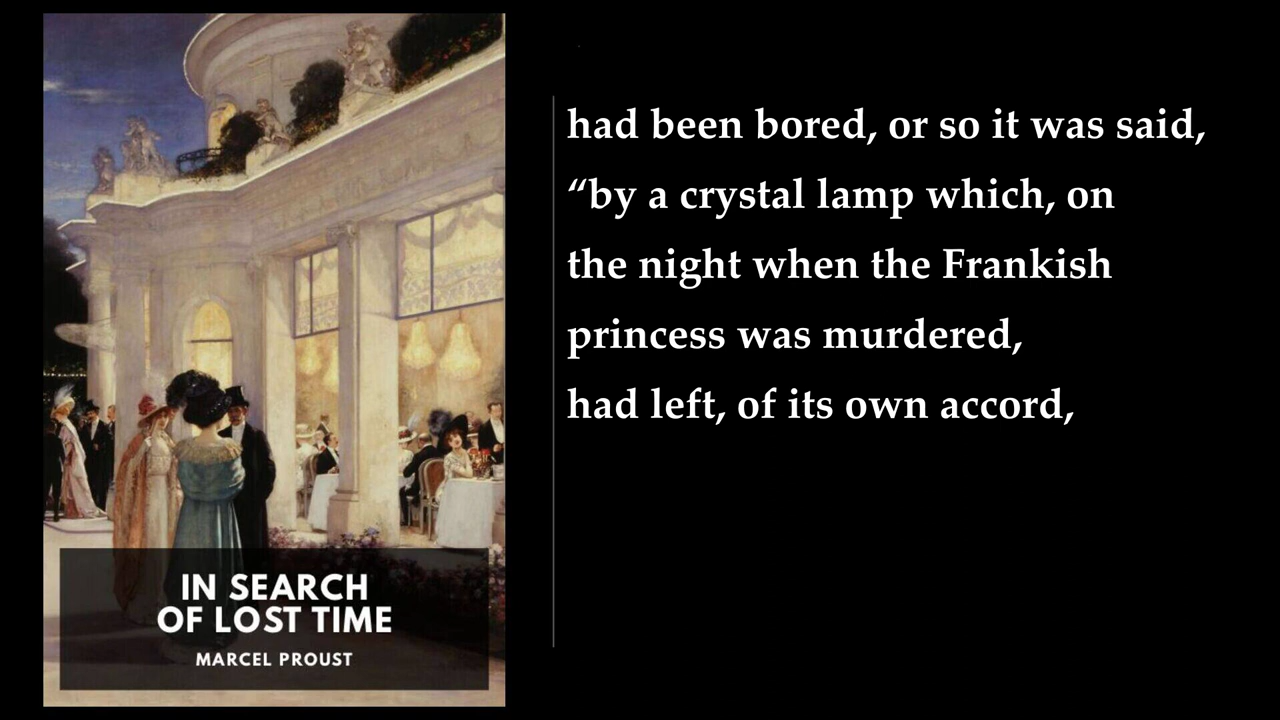 had been bored, or so it was said,
“by a crystal lamp which, on
the night when the Frankish
princess was murdered,
had left, of its own accord,
IN SEARCH
OF LOST TIME
MARCEL PROUST